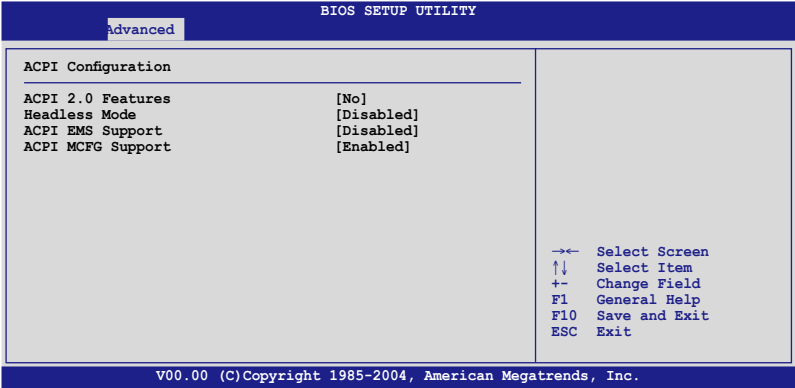 BIOS SETUP UTILITY
Advanced
ACPI Configuration
ACPI 2.0 Features [No]
Headless Mode [Disabled]
ACPI EMS Support [Disabled]
ACPI MCFG Support [Enabled]
→← Select Screen
↑↓ Select Item
+- Change Field
F1 General Help
F10 Save and Exit
ESC Exit
V00.00 (C)Copyright 1985-2004, American Megatrends, Inc.